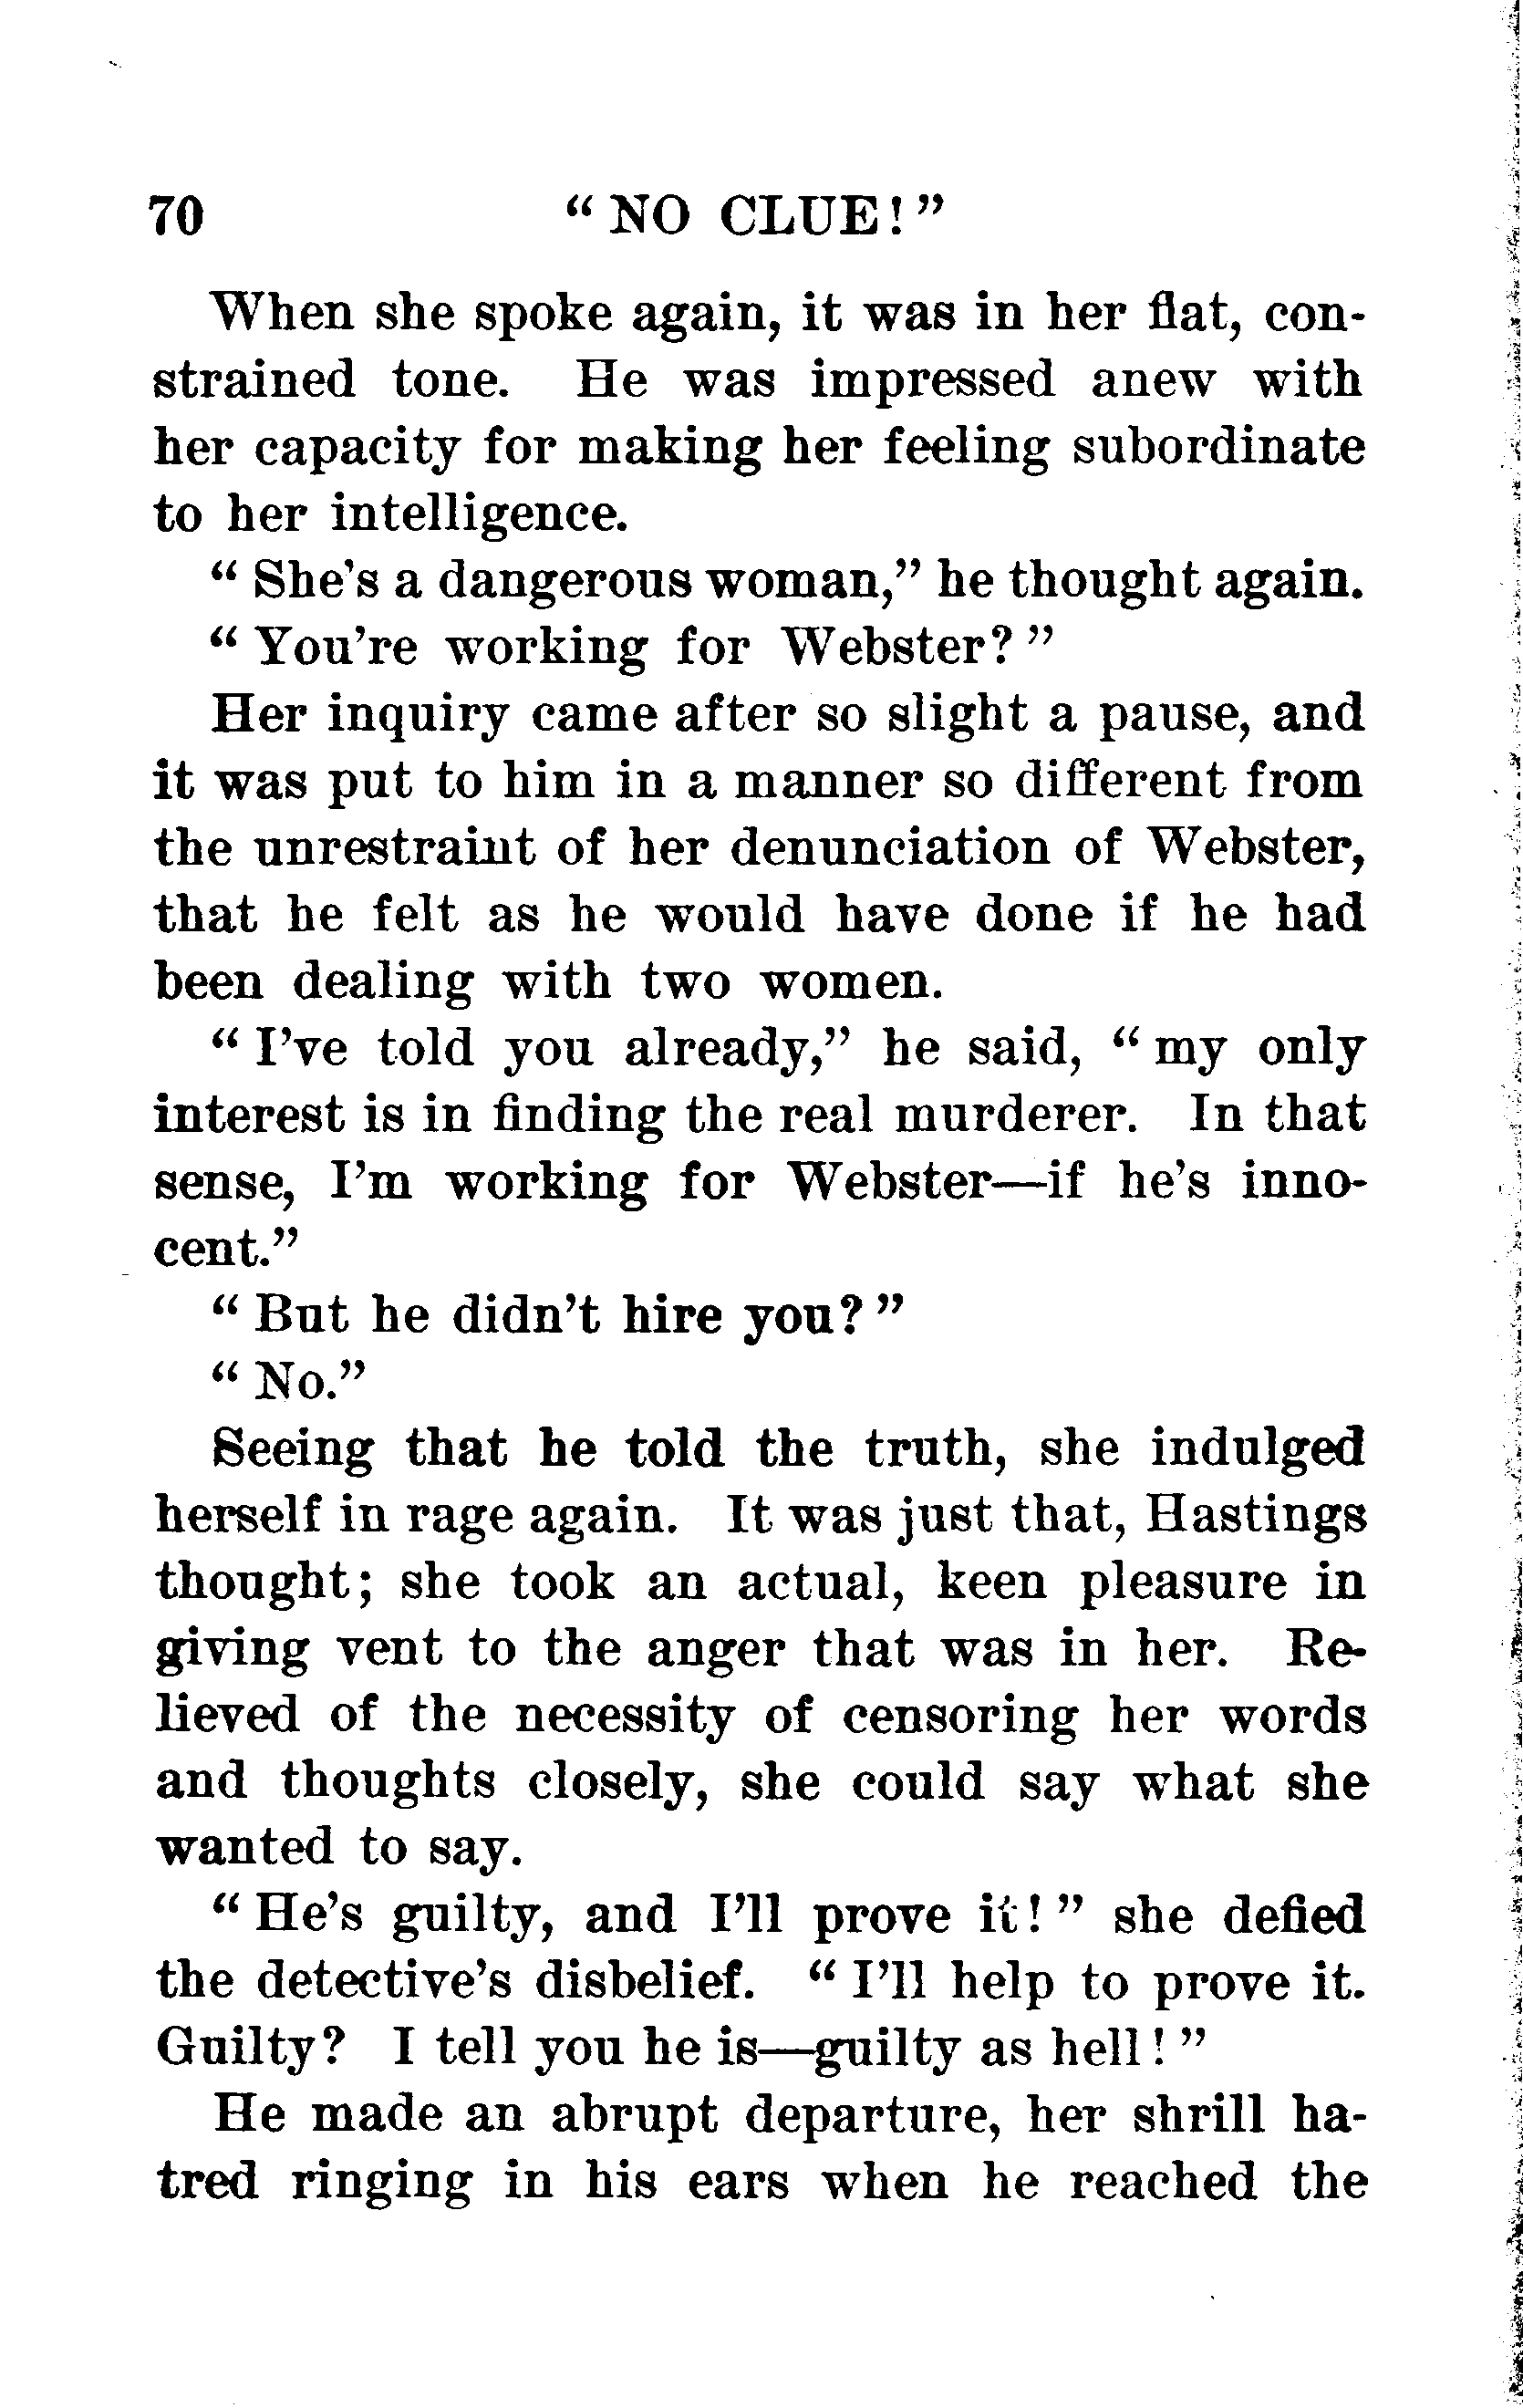 70 “ NO CLUE! ”
When she spoke again, it was in her flat, con-
strained tone. He was impressed anew with
her capacity for making her feeling subordinate
to her intelligence.
“ She’s a dangerous woman,” he thought again.
“ You’re working for Webster? ”
Her inquiry came after so slight a pause, and
it was put to him in a manner so different from
the unrestraint of her denunciation of Webster,
that he felt as he would have done if he had
been dealing with two women.
“ I’ve told you already,” he said, “ my only
interest is in finding the real murderer. In that
sense, I’m working for Webster—if he’s inno-
cent.”
“ But he didn’t hire you? ”
“ No.”
Seeing that he told the truth, she indulged
herself in rage again. It was just that, Hastings
thought; she took an actual, keen pleasure in
giving vent to the anger that was in her. Re-
lieved of the necessity of censoring her words
and thoughts closely, she could say what she
wanted to say.
“ He’s guilty, and I’ll prove it! ” she defied
the detective’s disbelief. “ I’ll help to prove it.
Guilty? I tell you he is—guilty as hell! ”
He made an abrupt departure, her shrill ha-
tred ringing in his ears when he reached the